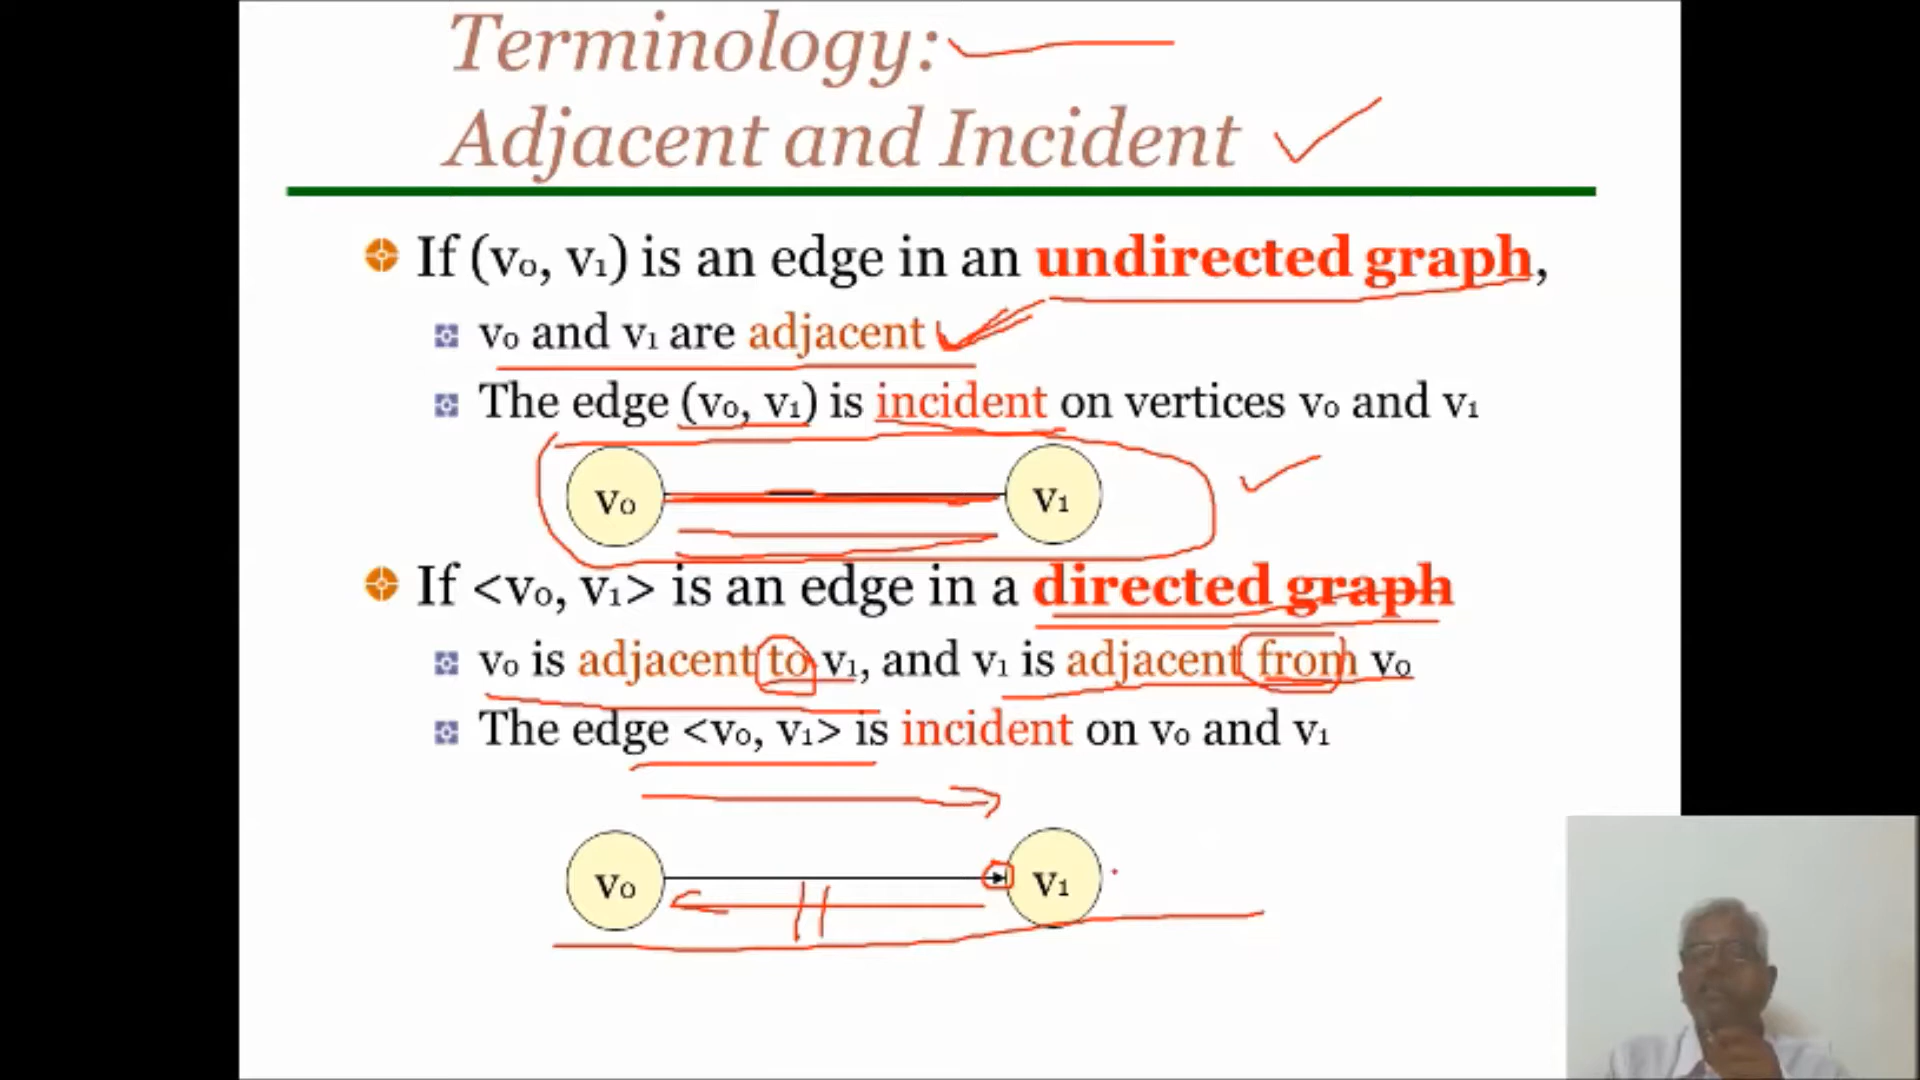 Terminology:
Adjacent and Incident
If (v0, v1) is an edge in an undirected graph,
v0 and v1 are adjacent
The edge (v0, v1) is incident on vertices v0 and v1
v0 v1
If <v0, v1> is an edge in a directed graph
v0 is adjacent to v1, and v1 is adjacent from v0
The edge <v0, v1> is incident on v0 and v1
v0 v1